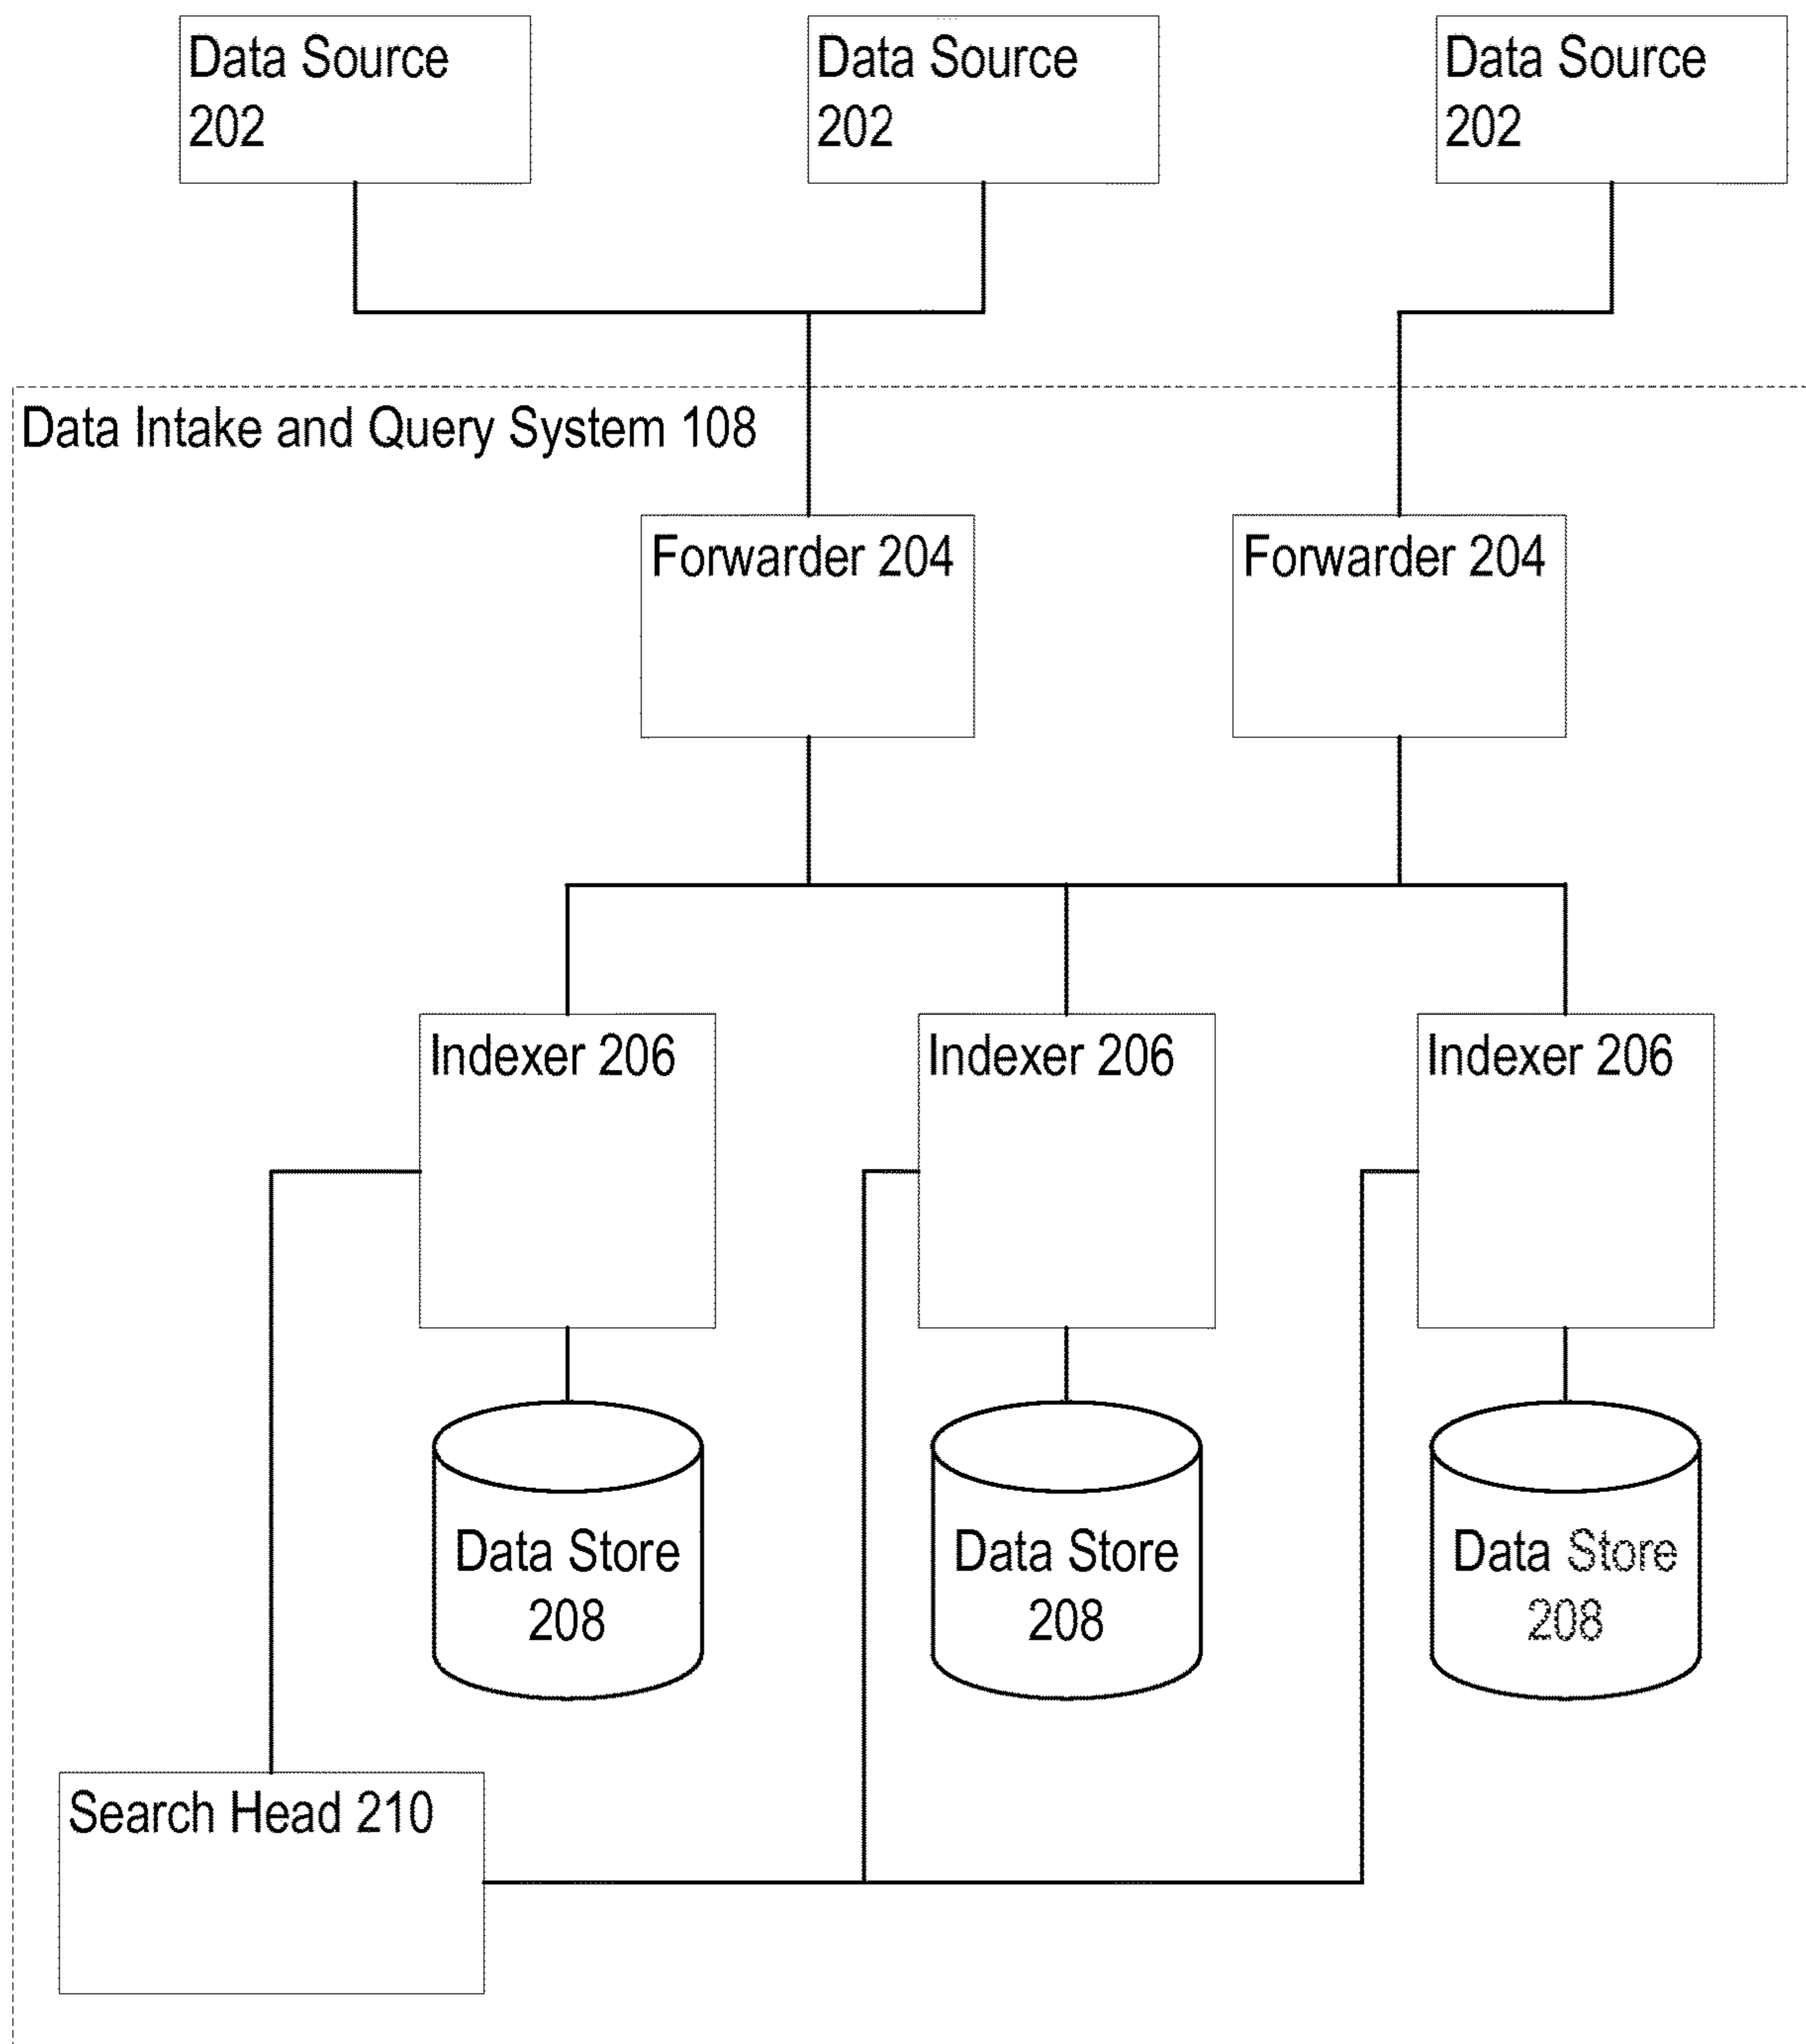 Data Source
202
Data Source
202
Data Source
202
Data Intake and Query System 108
Forwarder 204
Forwarder 204
Indexer 206
Indexer 206
Indexer 206
Data Store
208
Data Store
208
Data Store
208
Search Head 210